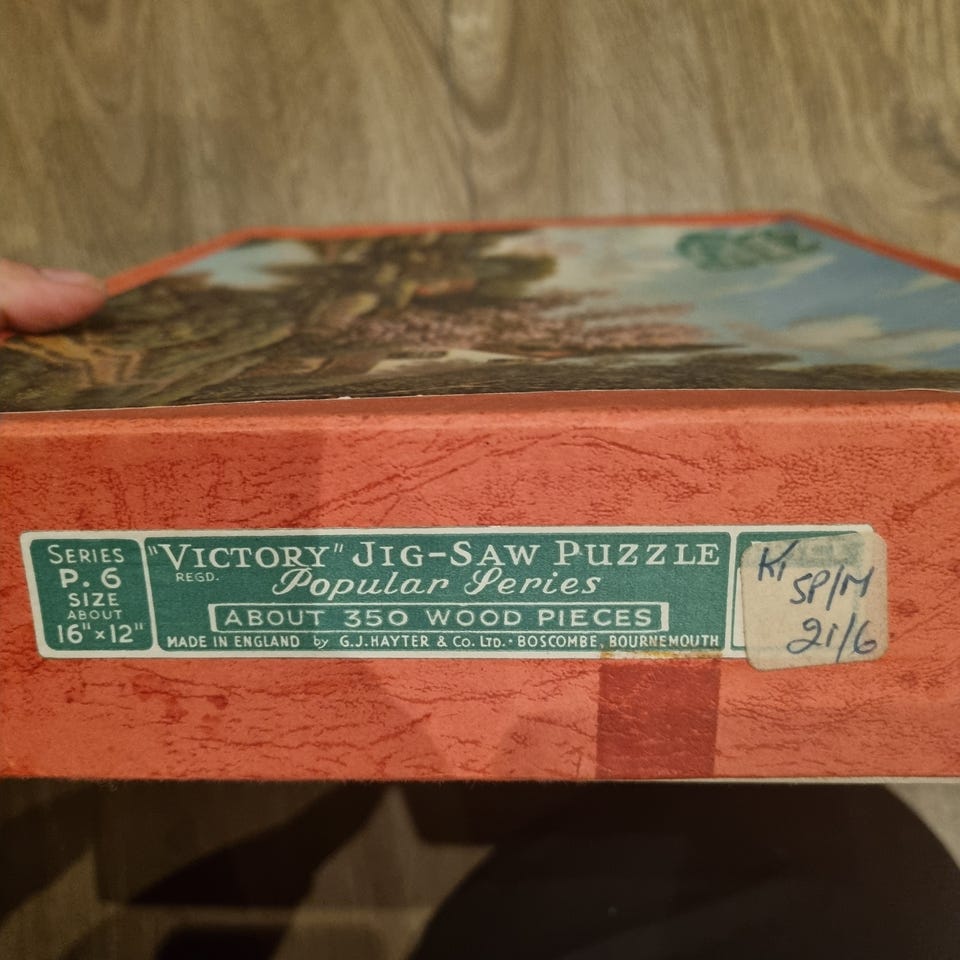 SERIES
P. 6
SIZE
ABOUT
16" × 12"
"VICTORY" JIG-SAW PUZZLE
REGD.
Popular Series
ABOUT 350 WOOD PIECES
MADE IN ENGLAND by G.J. HAYTER & Co. LTD. · BOSCOMBE, BOURNEMOUTH
K1
SP/M
21/6